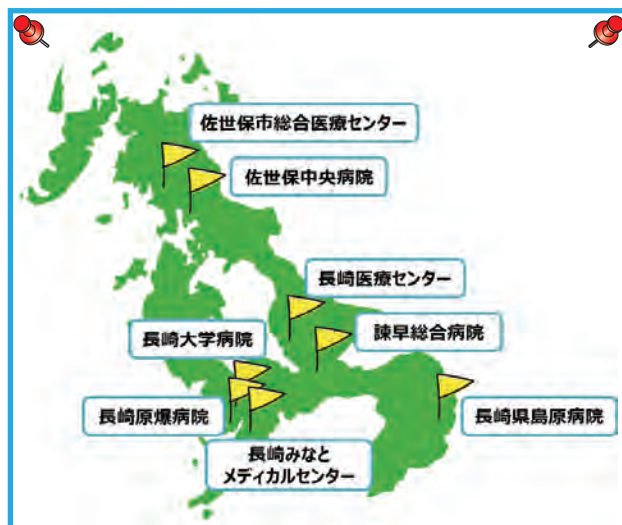 佐世保市総合医療センター
佐世保中央病院
長崎医療センター
諫早総合病院
長崎大学病院
長崎原爆病院
長崎県島原病院
長崎みなと
メディカルセンター